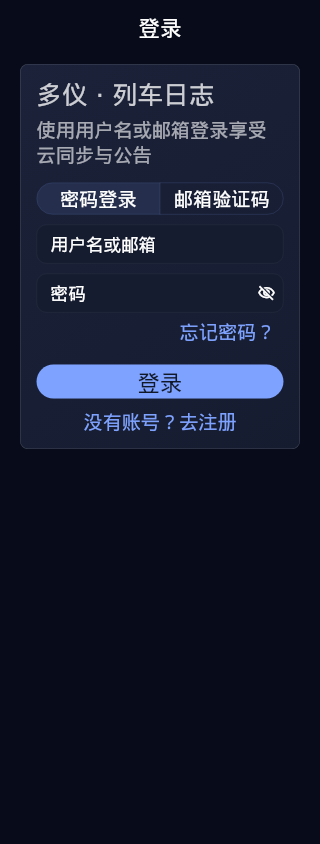 登录
多仪 · 列车日志
使用用户名或邮箱登录享受
云同步与公告
密码登录
邮箱验证码
用户名或邮箱
密码
忘记密码？
登录
没有账号？去注册